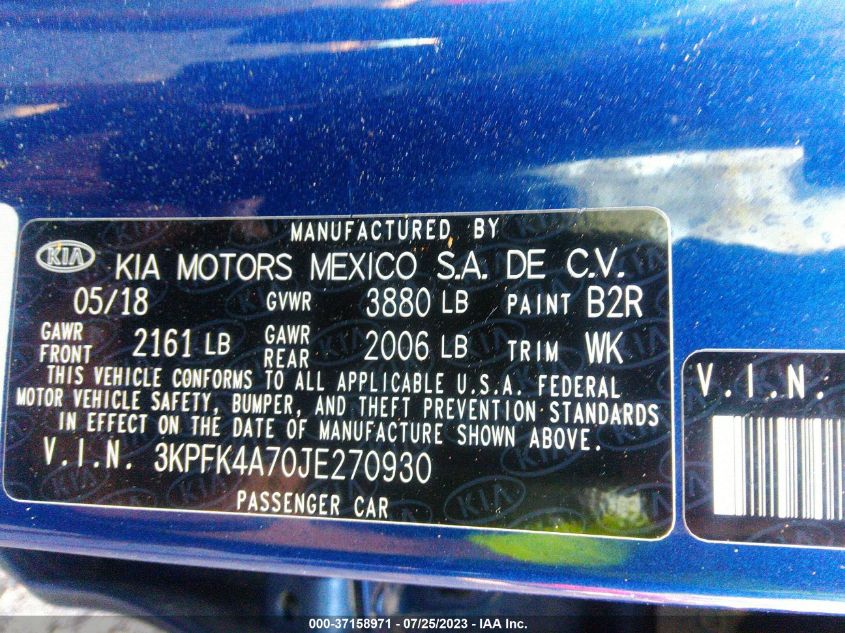 MANUFACTURED BY
KIA KIA MOTORS MEXICO S.A. DE C.V.
05/18 GVWR 3880 LB PAINT B2R
GAWR FRONT 2161 LB GAWR REAR 2006 LB TRIM WK
THIS VEHICLE CONFORMS TO ALL APPLICABLE U.S.A. FEDERAL
MOTOR VEHICLE SAFETY, BUMPER, AND THEFT PREVENTION STANDARDS
IN EFFECT ON THE DATE OF MANUFACTURE SHOWN ABOVE.
V.I.N. 3KPFK4A70JE270930
PASSENGER CAR
V.I.N.
000-37158971 / 07/25/2023 - IAA Inc.